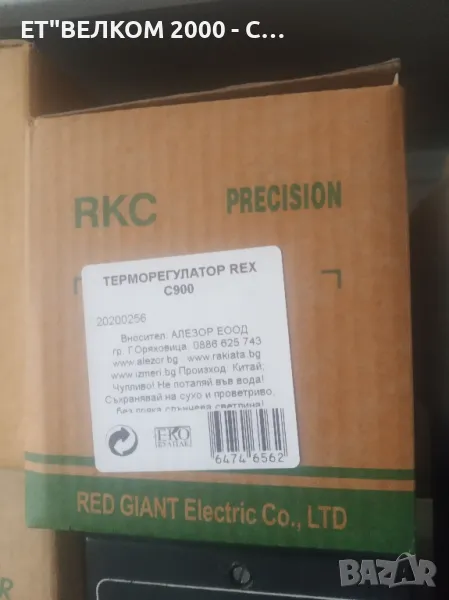 ЕТ"ВЕЛКОМ 2000 - С...
RKC PRECISION
ТЕРМОРЕГУЛАТОР REX
C900
20200256
Вносител: АЛЕЗОР ЕООД
гр. Г.Оряховица, 0886 625 743
www.alezor.bg www.rakiata.bg
www.izmeri.bg Произход Китай;
Чупливо! Не потапяй във вода!
Съхранявай на сухо и проветриво,
без пряка слънчева светлина!
EKO
6474 6562
RED GIANT Electric Co., LTD
BAZAR